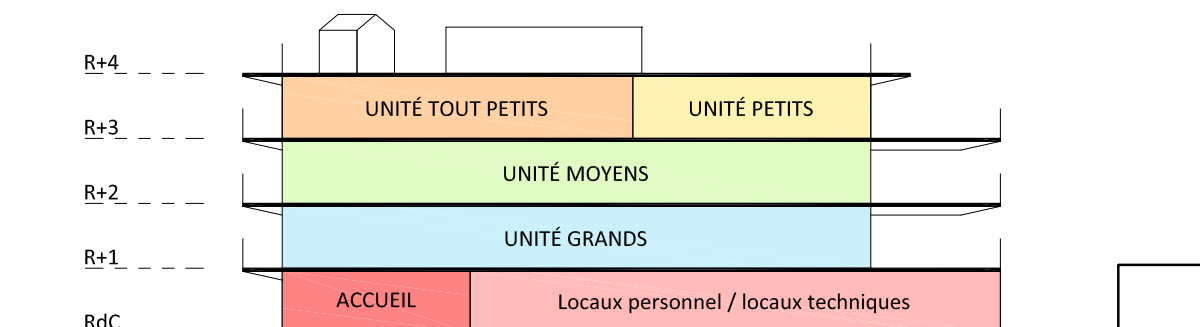 R+4
UNITÉ TOUT PETITS UNITÉ PETITS
R+3
UNITÉ MOYENS
R+2
UNITÉ GRANDS
R+1
ACCUEIL Locaux personnel / locaux techniques
RdC